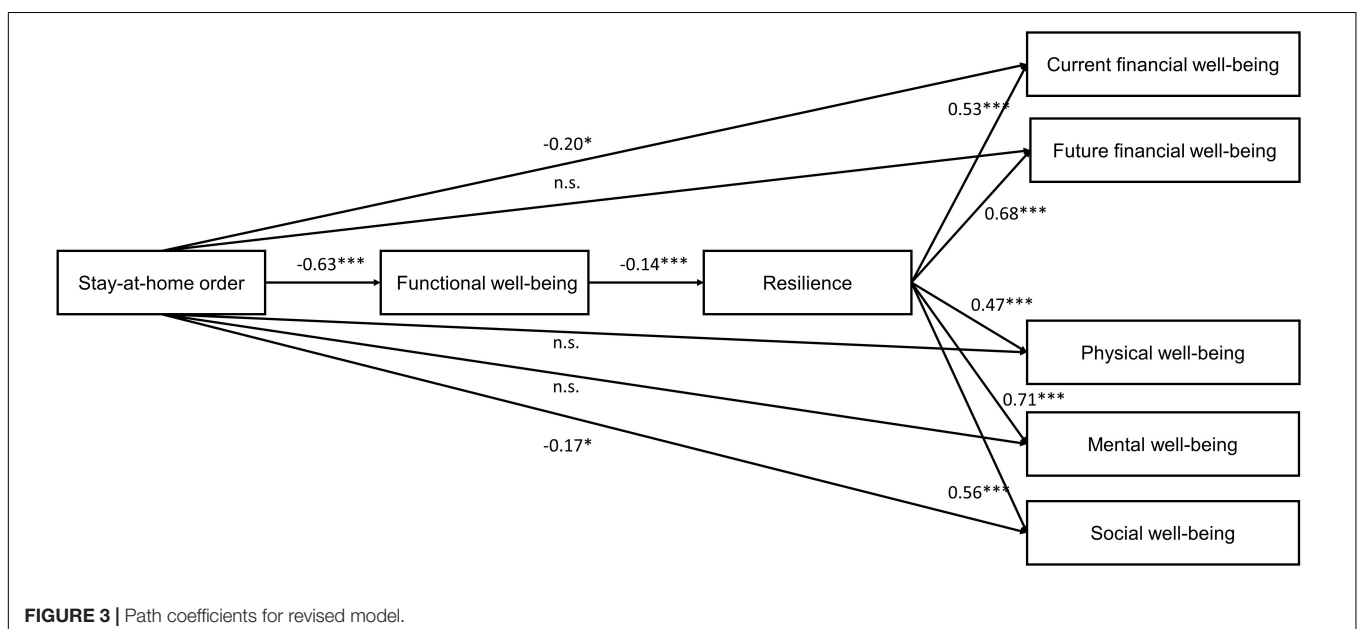 Current financial well-being
0.53***
-0.20*
Future financial well-being
n.s.
0.68***
Stay-at-home order
-0.63***
Functional well-being
-0.14***
Resilience
0.47***
n.s.
Physical well-being
n.s.
0.71***
Mental well-being
-0.17*
0.56***
Social well-being
FIGURE 3 | Path coefficients for revised model.